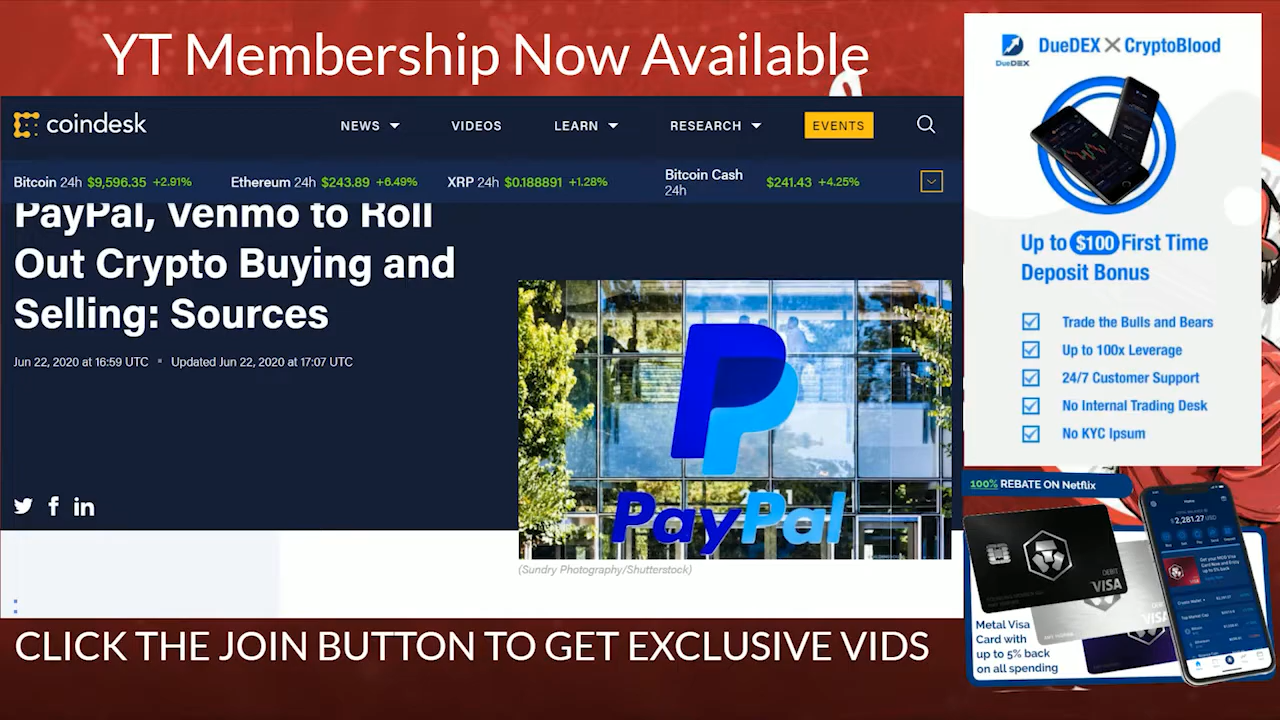 YT Membership Now Available
coindesk
NEWS
VIDEOS
LEARN
RESEARCH
EVENTS
Bitcoin 24h $9,596.35 +2.91%
Ethereum 24h $243.89 +6.49%
XRP 24h $0.188891 +1.28%
Bitcoin Cash
24h
$241.43 +4.25%
PayPal, Venmo to Roll
Out Crypto Buying and
Selling: Sources
Jun 22, 2020 at 16:59 UTC
Updated Jun 22, 2020 at 17:07 UTC
PayPal
(Sundry Photography/Shutterstock)
CLICK THE JOIN BUTTON TO GET EXCLUSIVE VIDS
DueDEX
DueDEX X CryptoBlood
Up to $100 First Time
Deposit Bonus
Trade the Bulls and Bears
Up to 100x Leverage
24/7 Customer Support
No Internal Trading Desk
No KYC Ipsum
100% REBATE ON Netflix
DEBIT
VISA
Metal Visa
Card with
up to 5% back
on all spending
$2,281.27 USD